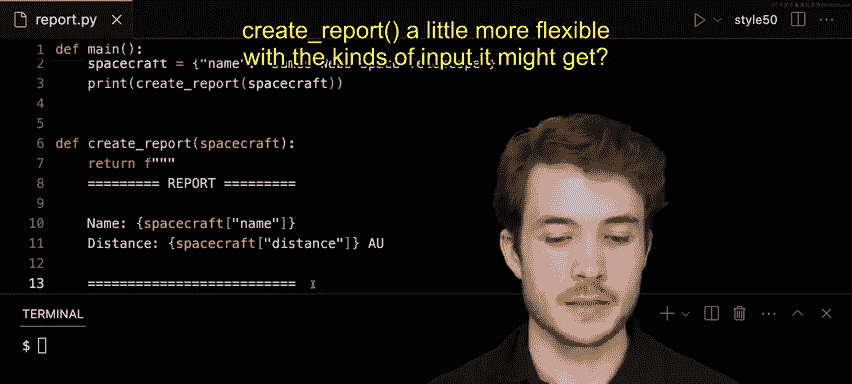 report.py
style50
create_report() a little more flexible
with the kinds of input it might get?
1 def main():
2 spacecraft = {"name":
3 print(create_report(spacecraft))
4
5
6 def create_report(spacecraft):
7 return f"""
8 ========= REPORT =========
9
10 Name: {spacecraft["name"]}
11 Distance: {spacecraft["distance"]} AU
12
13 ==========================
TERMINAL
$